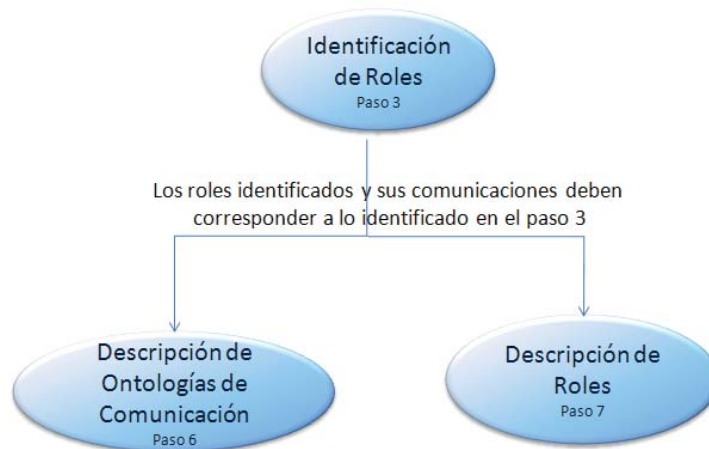 Identificación
de Roles
Paso 3
Los roles identificados y sus comunicaciones deben
corresponder a lo identificado en el paso 3
Descripción de
Ontologías de
Comunicación
Paso 6
Descripción de
Roles
Paso 7